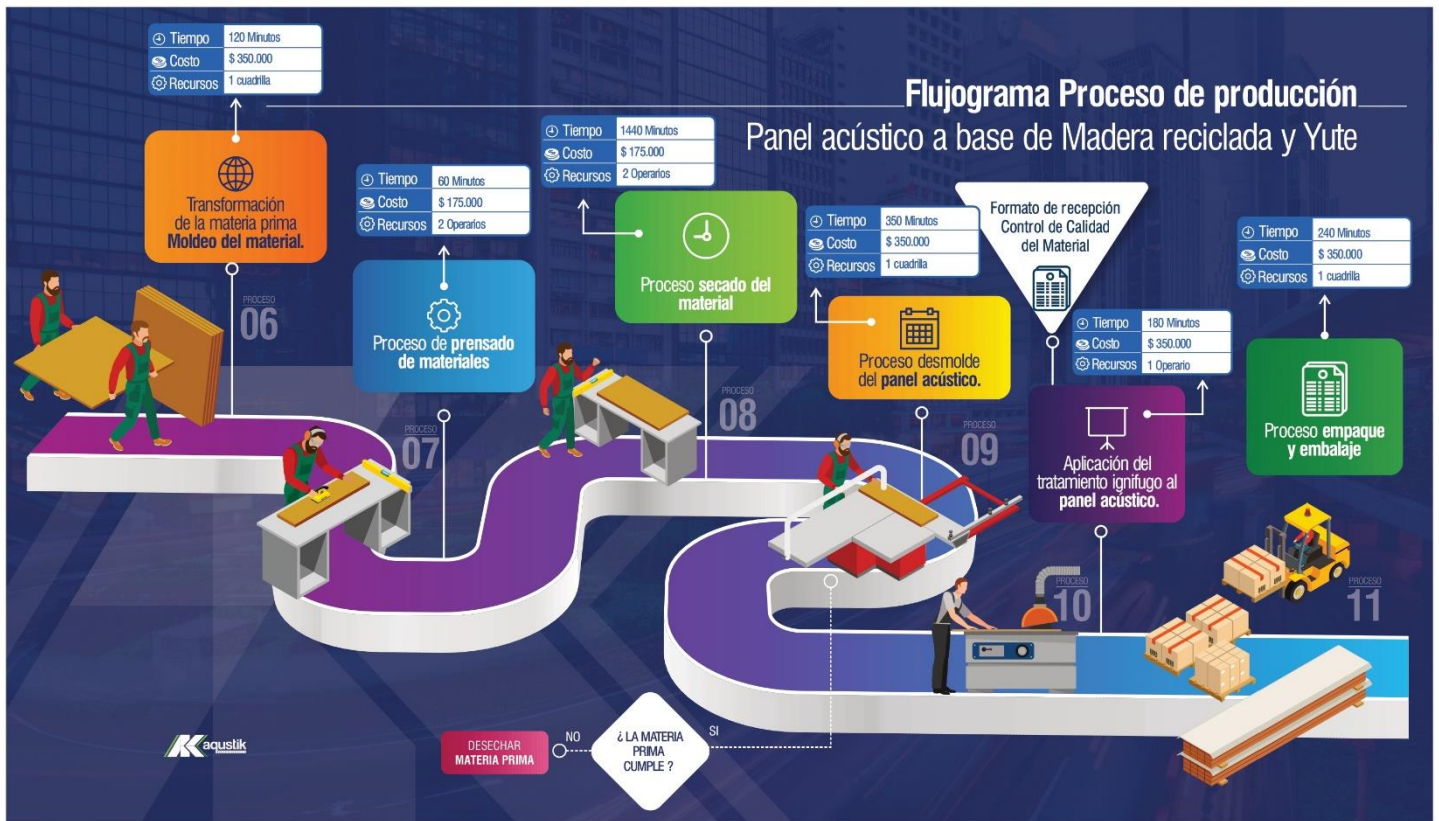 Flujograma Proceso de producción
Panel acústico a base de Madera reciclada y Yute
Tiempo 120 Minutos
Costo $ 350.000
Recursos 1 cuadrilla
Transformación
de la materia prima
Moldeo del material.
PROCESO
06
Tiempo 60 Minutos
Costo $ 175.000
Recursos 2 Operarios
Proceso de prensado
de materiales
PROCESO
07
Tiempo 1440 Minutos
Costo $ 175.000
Recursos 2 Operarios
Proceso secado del
material
PROCESO
08
Tiempo 350 Minutos
Costo $ 350.000
Recursos 1 cuadrilla
Proceso desmolde
del panel acústico.
PROCESO
09
Formato de recepción
Control de Calidad
del Material
Tiempo 180 Minutos
Costo $ 350.000
Recursos 1 Operario
Aplicación del
tratamiento ignifugo al
panel acústico.
PROCESO
10
Tiempo 240 Minutos
Costo $ 350.000
Recursos 1 cuadrilla
Proceso empaque
y embalaje
PROCESO
11
DESECHAR
MATERIA PRIMA
NO
¿ LA MATERIA
PRIMA
CUMPLE ?
SI
aqustik